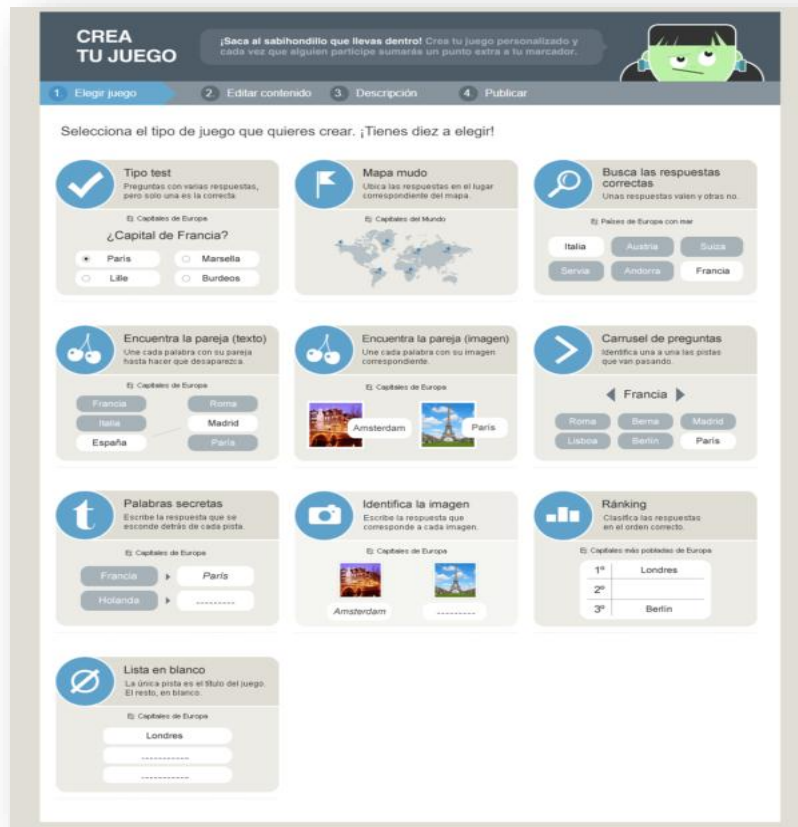 CREA
TU JUEGO
¡Saca al sabihondillo que llevas dentro! Crea tu juego personalizado y
cada vez que alguien participe sumarás un punto extra a tu marcador.
1 Elegir juego
2 Editar contenido
3 Descripción
4 Publicar
Selecciona el tipo de juego que quieres crear. ¡Tienes diez a elegir!
Tipo test
Preguntas con varias respuestas,
pero solo una es la correcta.
Ej: Capitales de Europa
¿Capital de Francia?
París Marsella
Lille Burdeos
Mapa mudo
Ubica las respuestas en el lugar
correspondiente del mapa.
Ej: Capitales del Mundo
Busca las respuestas
correctas
Unas respuestas valen y otras no.
Ej: Países de Europa con mar
Italia Austria Suiza
Servia Andorra Francia
Encuentra la pareja (texto)
Une cada palabra con su pareja
hasta hacer que desaparezca.
Ej: Capitales de Europa
Francia Roma
Italia Madrid
España París
Encuentra la pareja (imagen)
Une cada palabra con su imagen
correspondiente.
Ej: Capitales de Europa
Amsterdam París
Carrusel de preguntas
Identifica una a una las pistas
que van pasando.
Francia
Roma Berna Madrid
Lisboa Berlín París
t
Palabras secretas
Escribe la respuesta que se
esconde detrás de cada pista.
Ej: Capitales de Europa
Francia París
Holanda ---------
Identifica la imagen
Escribe la respuesta que
corresponde a cada imagen.
Ej: Capitales de Europa
Amsterdam ---------
Ránking
Clasifica las respuestas
en el orden correcto.
Ej: Capitales más pobladas de Europa
1º Londres
2º
3º Berlín
Lista en blanco
La única pista es el título del juego.
El resto, en blanco.
Ej: Capitales de Europa
Londres
-----------
-----------